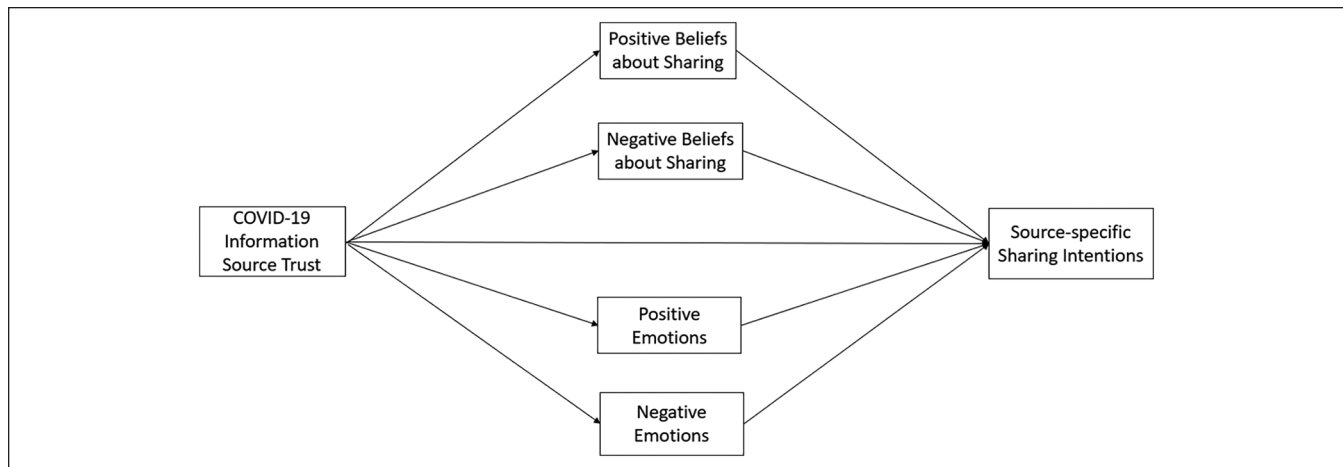 Positive Beliefs
about Sharing
Negative Beliefs
about Sharing
COVID-19
Information
Source Trust
Source-specific
Sharing Intentions
Positive
Emotions
Negative
Emotions